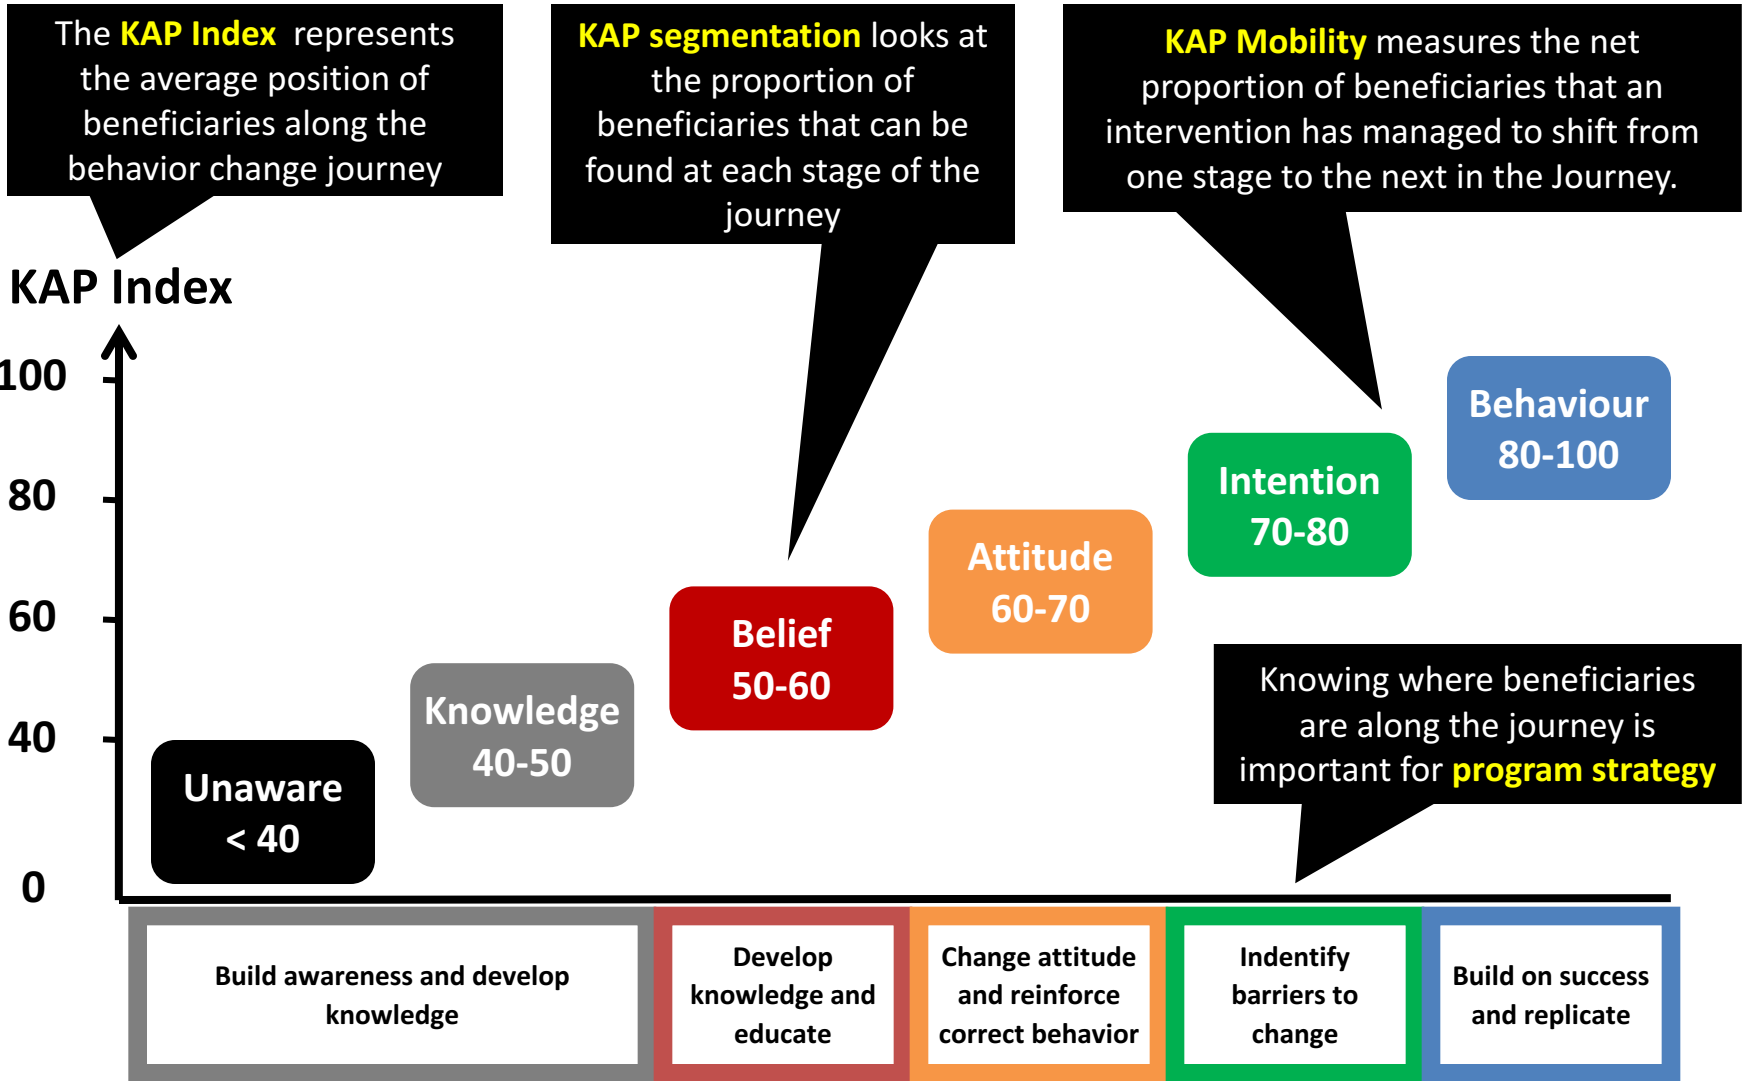 The KAP Index represents
the average position of
beneficiaries along the
behavior change journey
KAP segmentation looks at
the proportion of
beneficiaries that can be
found at each stage of the
journey
KAP Mobility measures the net
proportion of beneficiaries that an
intervention has managed to shift from
one stage to the next in the Journey.
KAP Index
100
80
60
40
0
Unaware
< 40
Knowledge
40-50
Belief
50-60
Attitude
60-70
Intention
70-80
Behaviour
80-100
Knowing where beneficiaries
are along the journey is
important for program strategy
Build awareness and develop
knowledge
Develop
knowledge and
educate
Change attitude
and reinforce
correct behavior
Indentify
barriers to
change
Build on success
and replicate